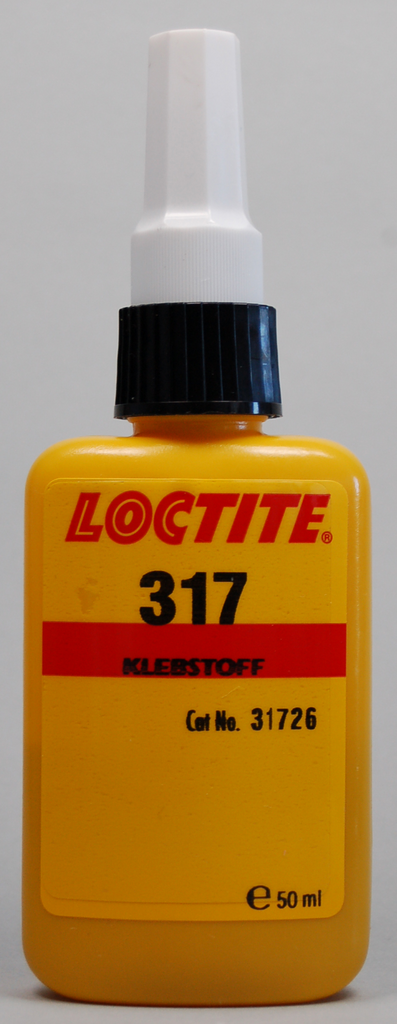 LOCTITE®
317
KLEBSTOFF
Cat No. 31726
℮ 50 ml